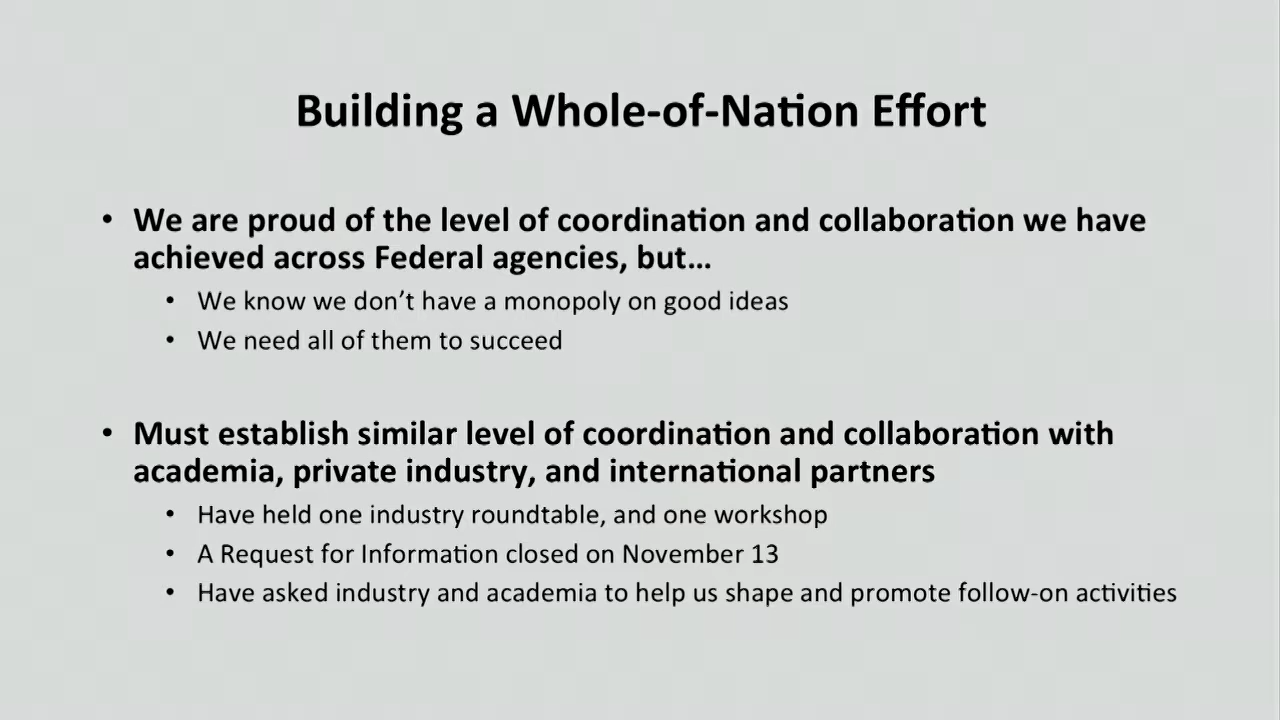 Building a Whole-of-Nation Effort
• We are proud of the level of coordination and collaboration we have
achieved across Federal agencies, but…
• We know we don’t have a monopoly on good ideas
• We need all of them to succeed
• Must establish similar level of coordination and collaboration with
academia, private industry, and international partners
• Have held one industry roundtable, and one workshop
• A Request for Information closed on November 13
• Have asked industry and academia to help us shape and promote follow-on activities